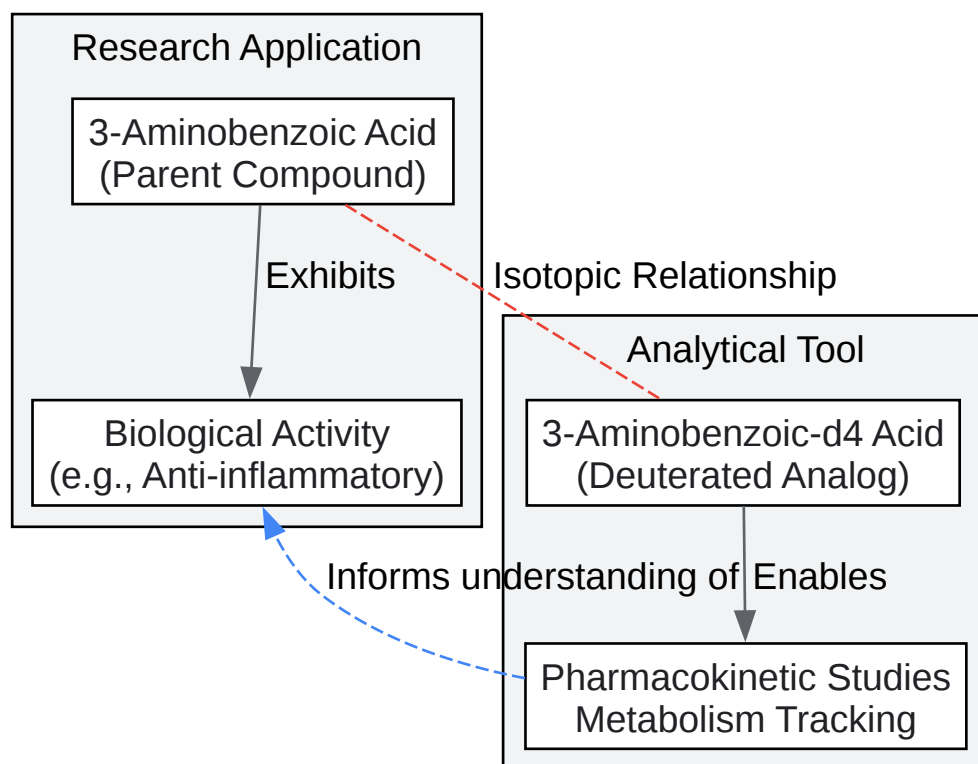 Research Application
3-Aminobenzoic Acid
(Parent Compound)
Exhibits
Isotopic Relationship
Analytical Tool
Biological Activity
(e.g., Anti-inflammatory)
3-Aminobenzoic-d4 Acid
(Deuterated Analog)
Informs understanding of
Enables
Pharmacokinetic Studies
Metabolism Tracking